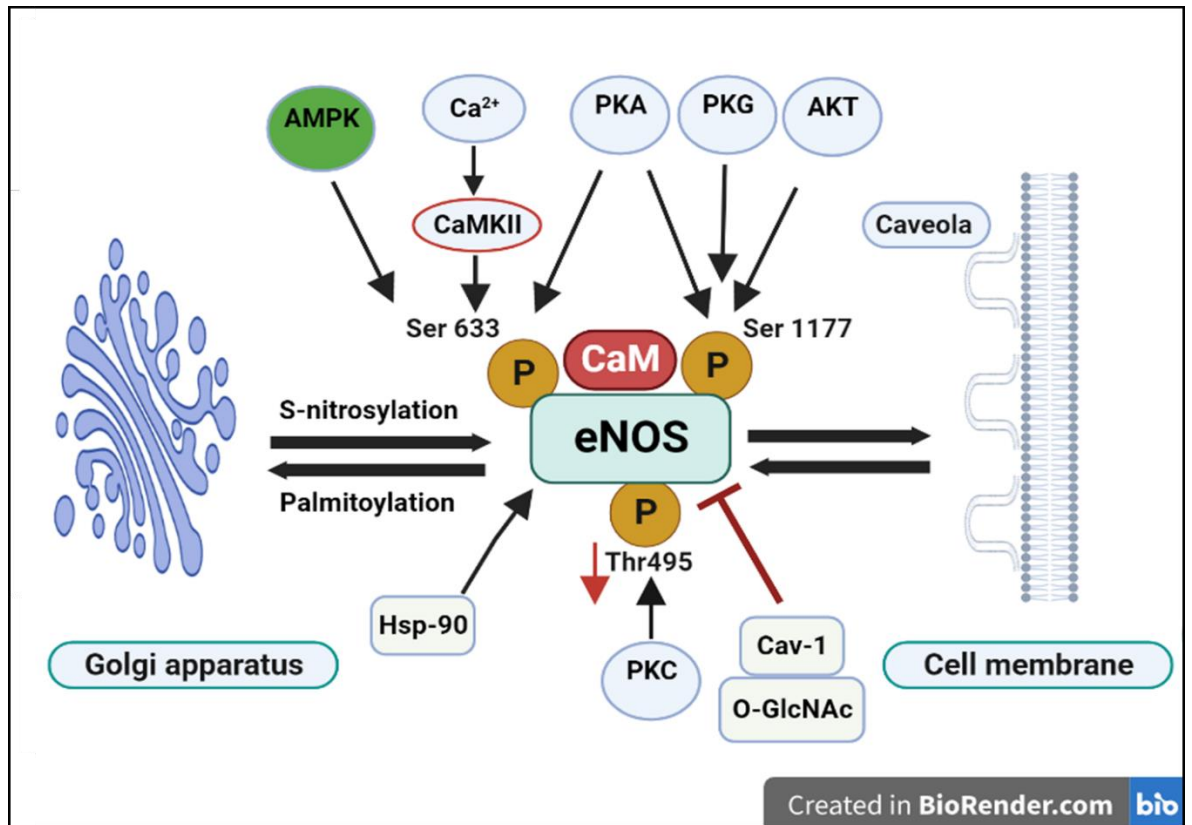 AMPK
Ca²⁺
PKA
PKG
AKT
CaMKII
Caveola
Ser 633
Ser 1177
P
CaM
P
S-nitrosylation
eNOS
Palmitoylation
P
Thr495
Hsp-90
Golgi apparatus
PKC
Cav-1
O-GlcNAc
Cell membrane
Created in BioRender.com bio